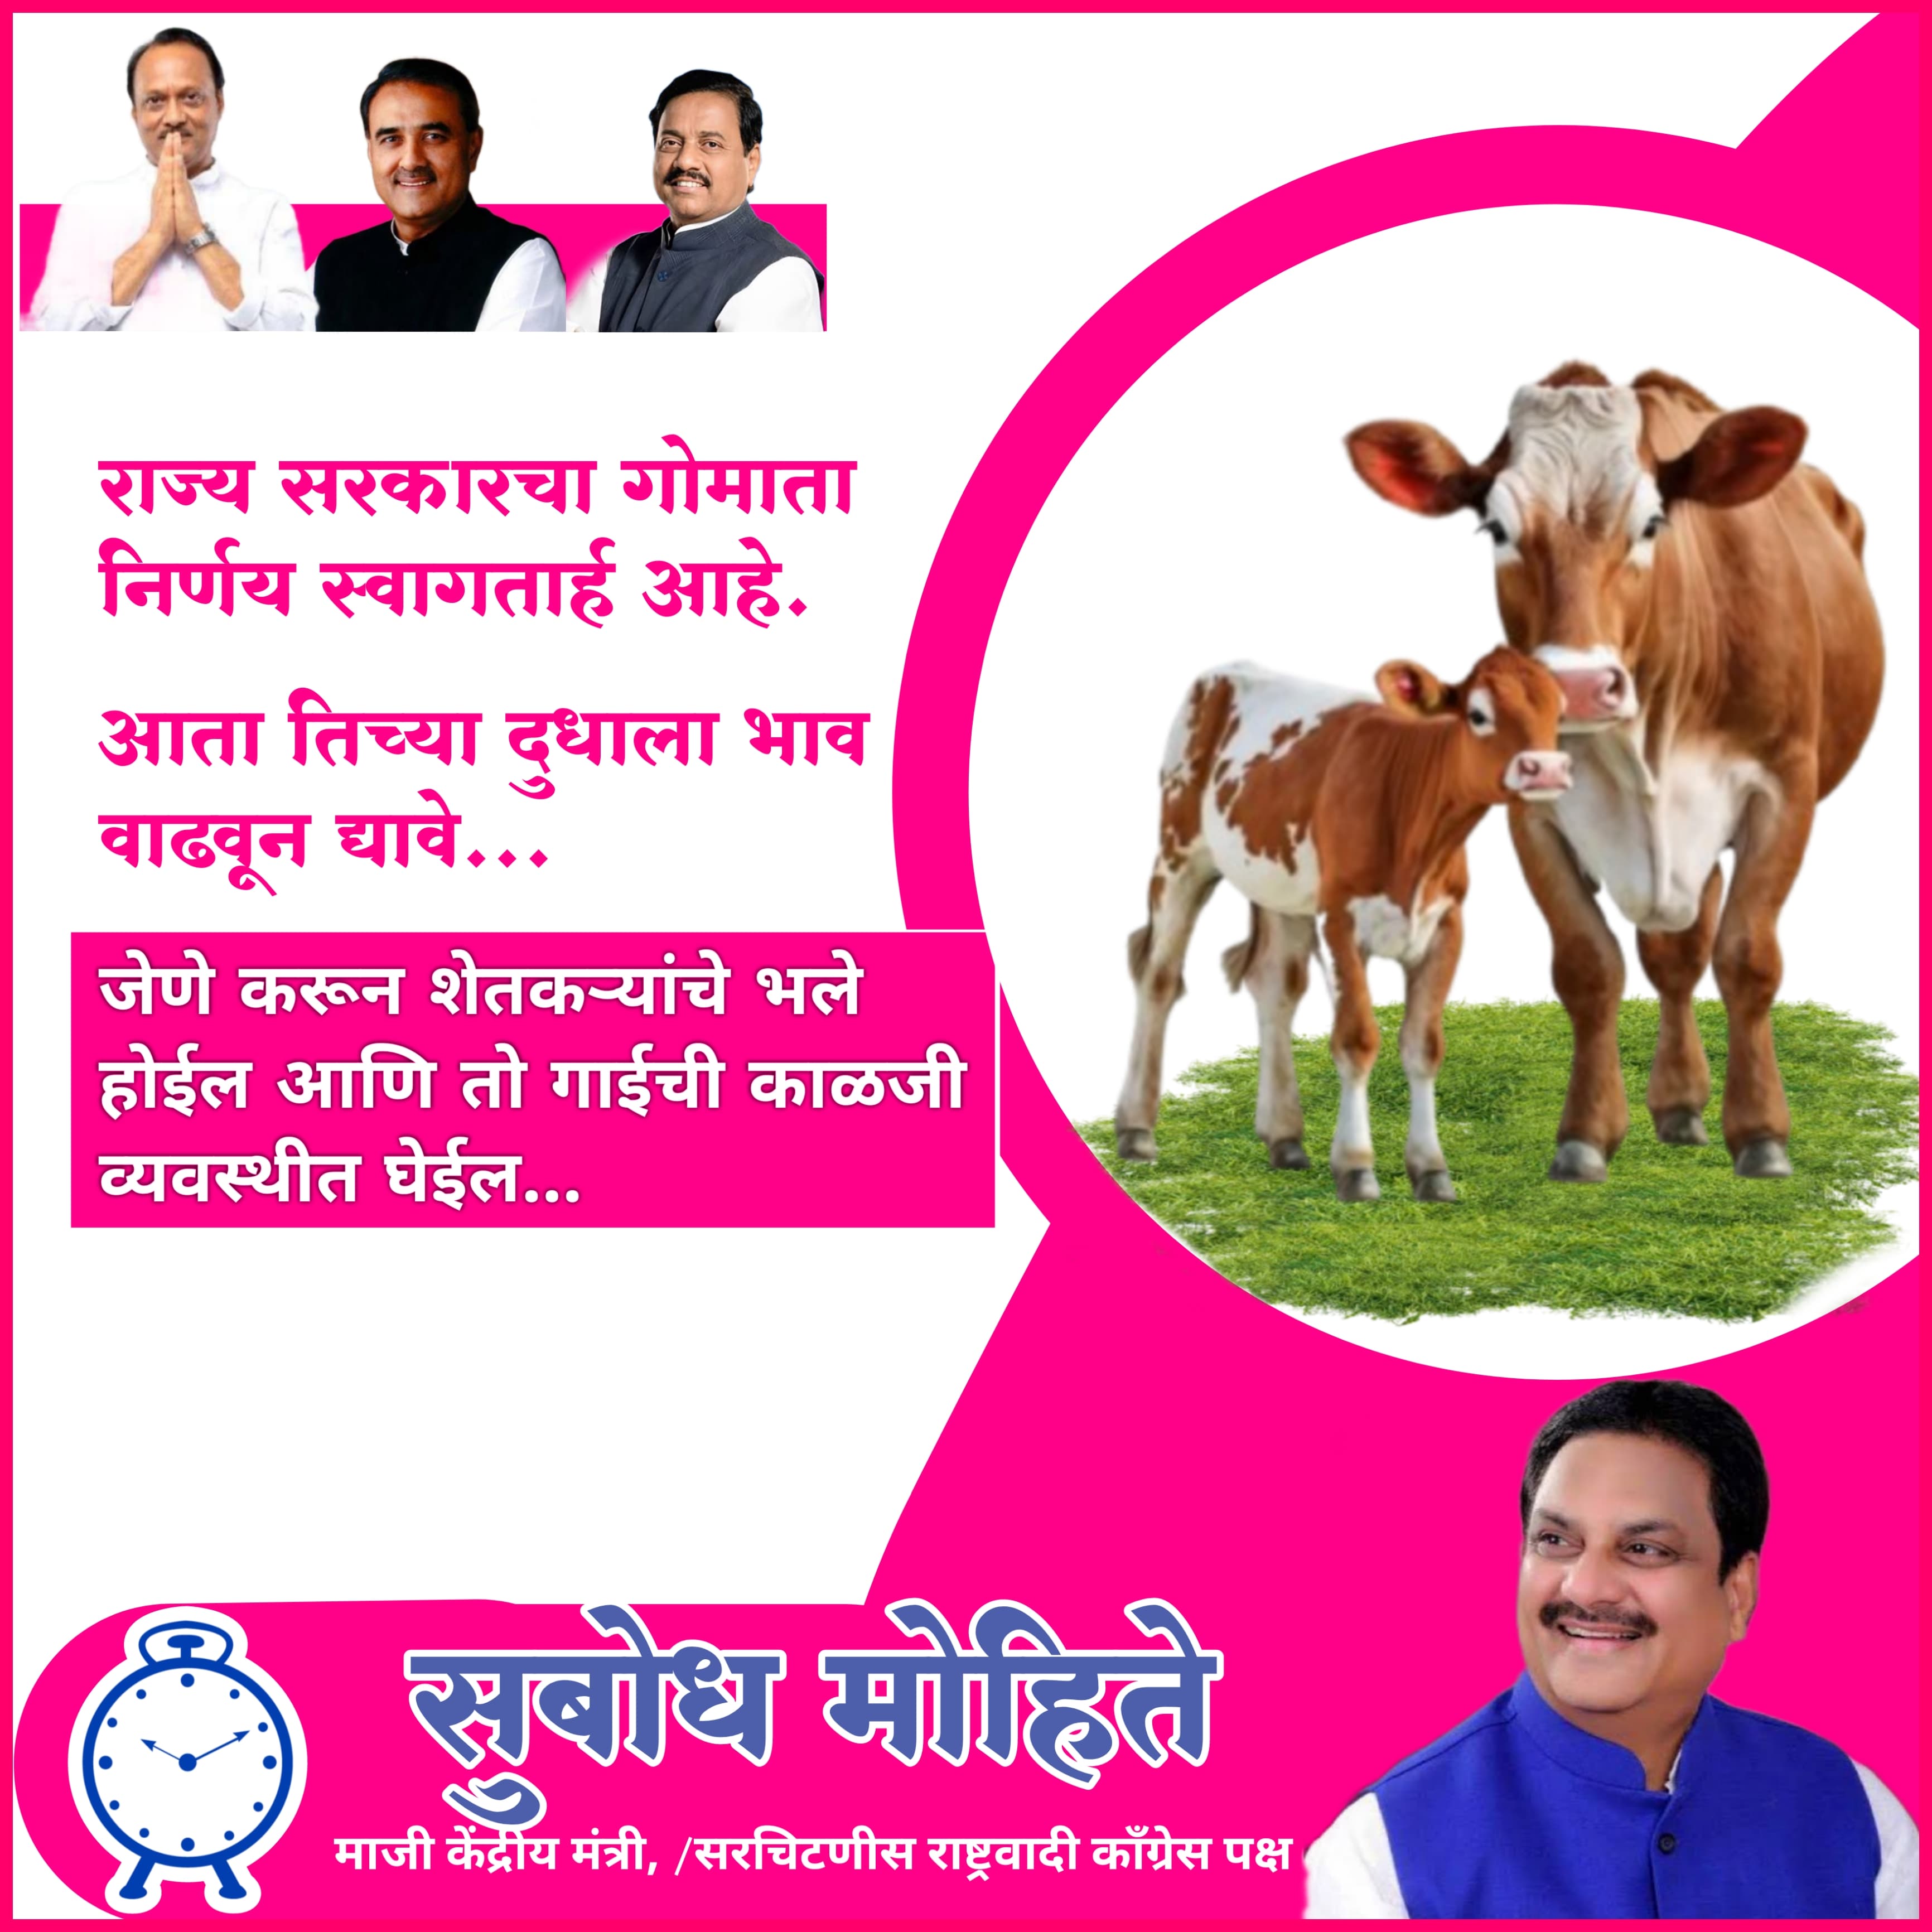 राज्य सरकारचा गोमाता
निर्णय स्वागतार्ह आहे.
आता तिच्या दुधाला भाव
वाढवून द्यावे...
जेणे करून शेतकऱ्यांचे भले
होईल आणि तो गाईची काळजी
व्यवस्थीत घेईल...
सुबोध मोहिते
माजी केंद्रीय मंत्री, /सरचिटणीस राष्ट्रवादी काँग्रेस पक्ष